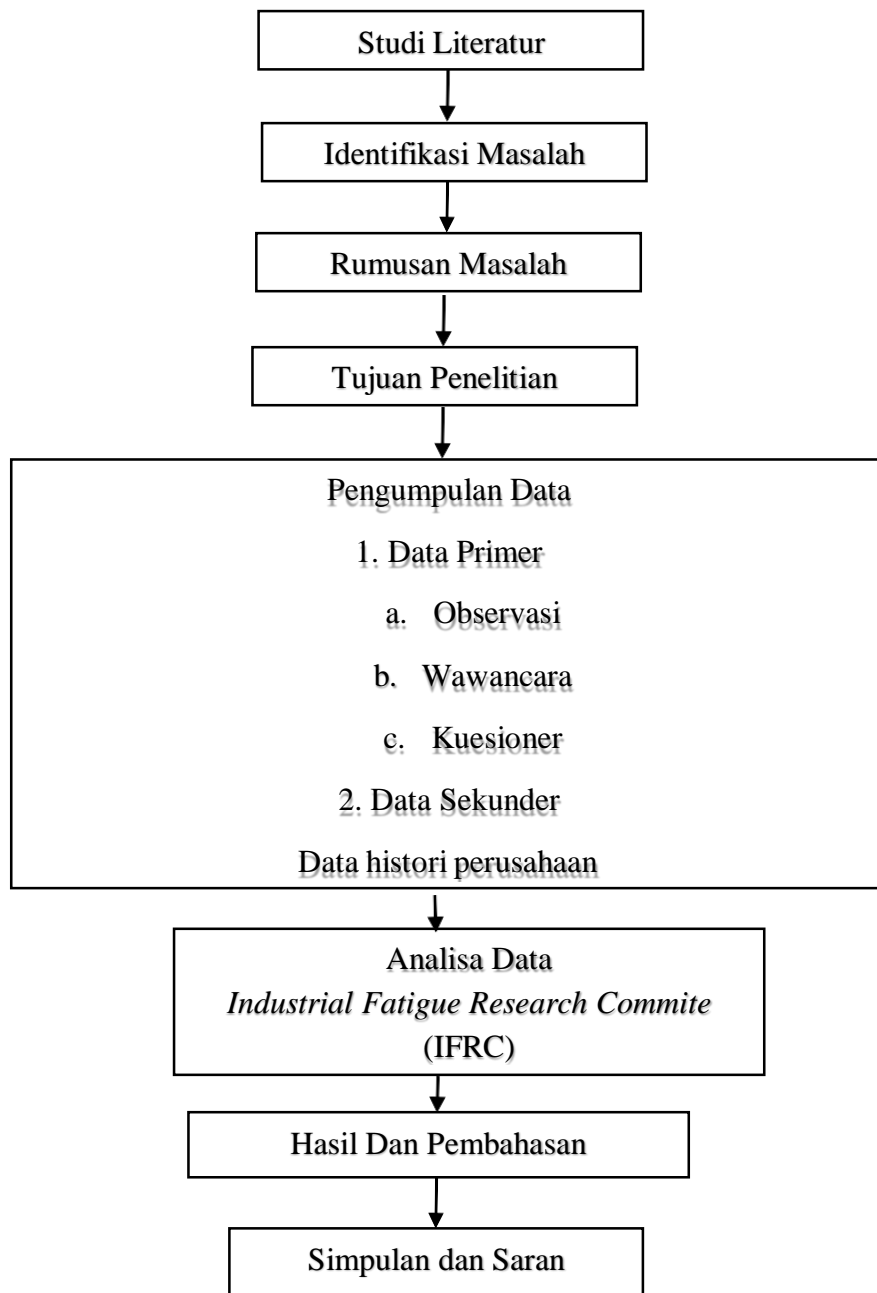 Studi Literatur
Identifikasi Masalah
Rumusan Masalah
Tujuan Penelitian
Pengumpulan Data
1. Data Primer
a. Observasi
b. Wawancara
c. Kuesioner
2. Data Sekunder
Data histori perusahaan
Analisa Data
Industrial Fatigue Research Commite
(IFRC)
Hasil Dan Pembahasan
Simpulan dan Saran